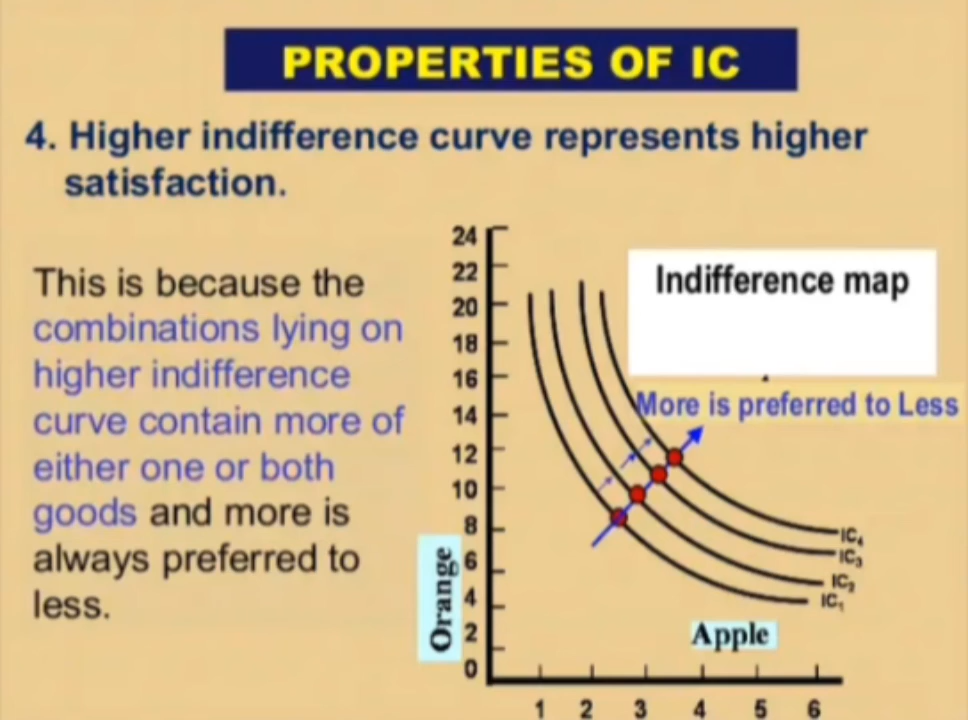 PROPERTIES OF IC
4. Higher indifference curve represents higher
satisfaction.
This is because the
combinations lying on
higher indifference
curve contain more of
either one or both
goods and more is
always preferred to
less.
24
22
20
18
16
14
12
10
8
6
4
2
0
Orange
Indifference map
More is preferred to Less
IC₄
IC₃
IC₂
IC₁
Apple
1 2 3 4 5 6